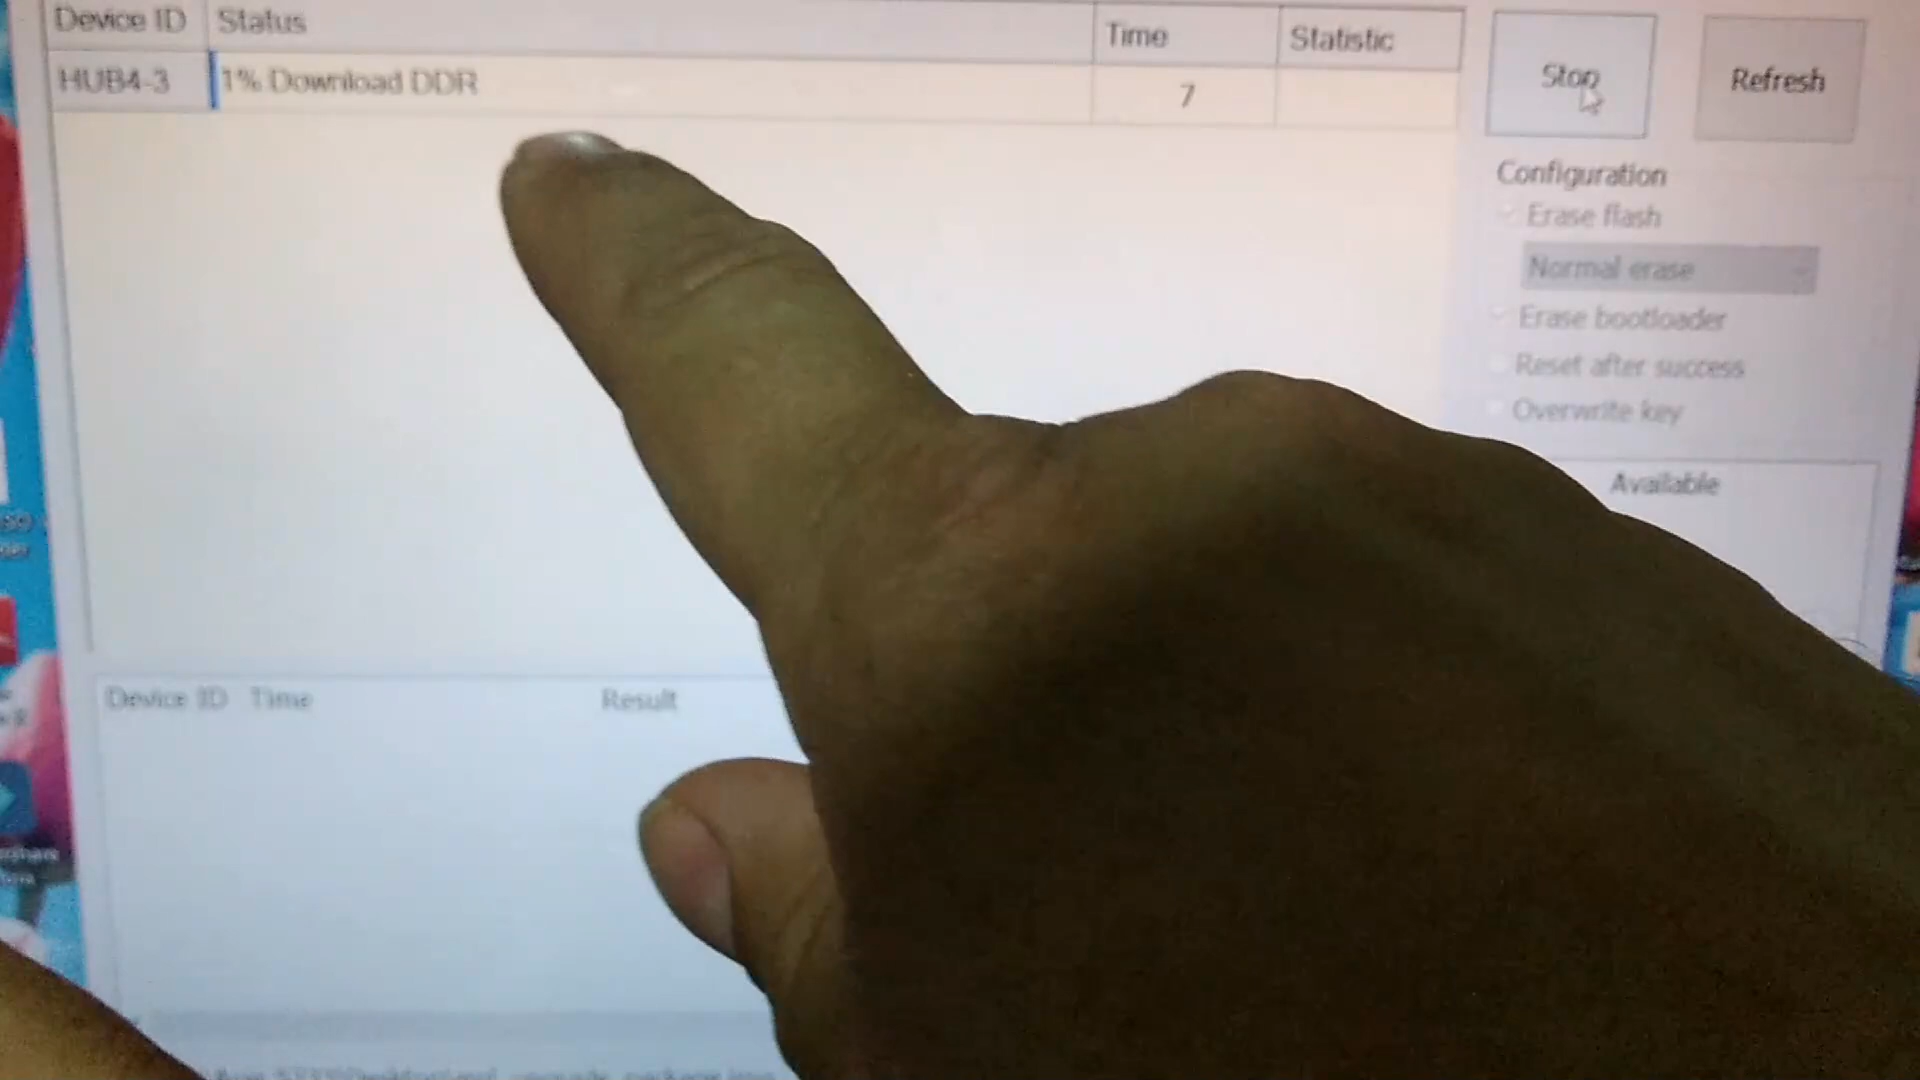 Device ID Status Time Statistic
HUB4-3 1% Download DDR 7
Stop Refresh
Configuration
Erase flash
Normal erase
Erase bootloader
Reset after success
Overwrite key
Available
Device ID Time Result